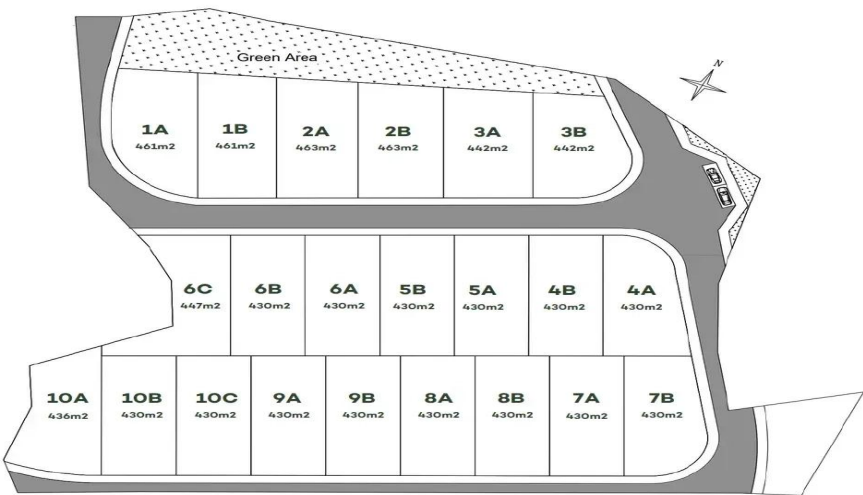 Green Area
N
1A
461m2
1B
461m2
2A
463m2
2B
463m2
3A
442m2
3B
442m2
6C
447m2
6B
430m2
6A
430m2
5B
430m2
5A
430m2
4B
430m2
4A
430m2
10A
436m2
10B
430m2
10C
430m2
9A
430m2
9B
430m2
8A
430m2
8B
430m2
7A
430m2
7B
430m2